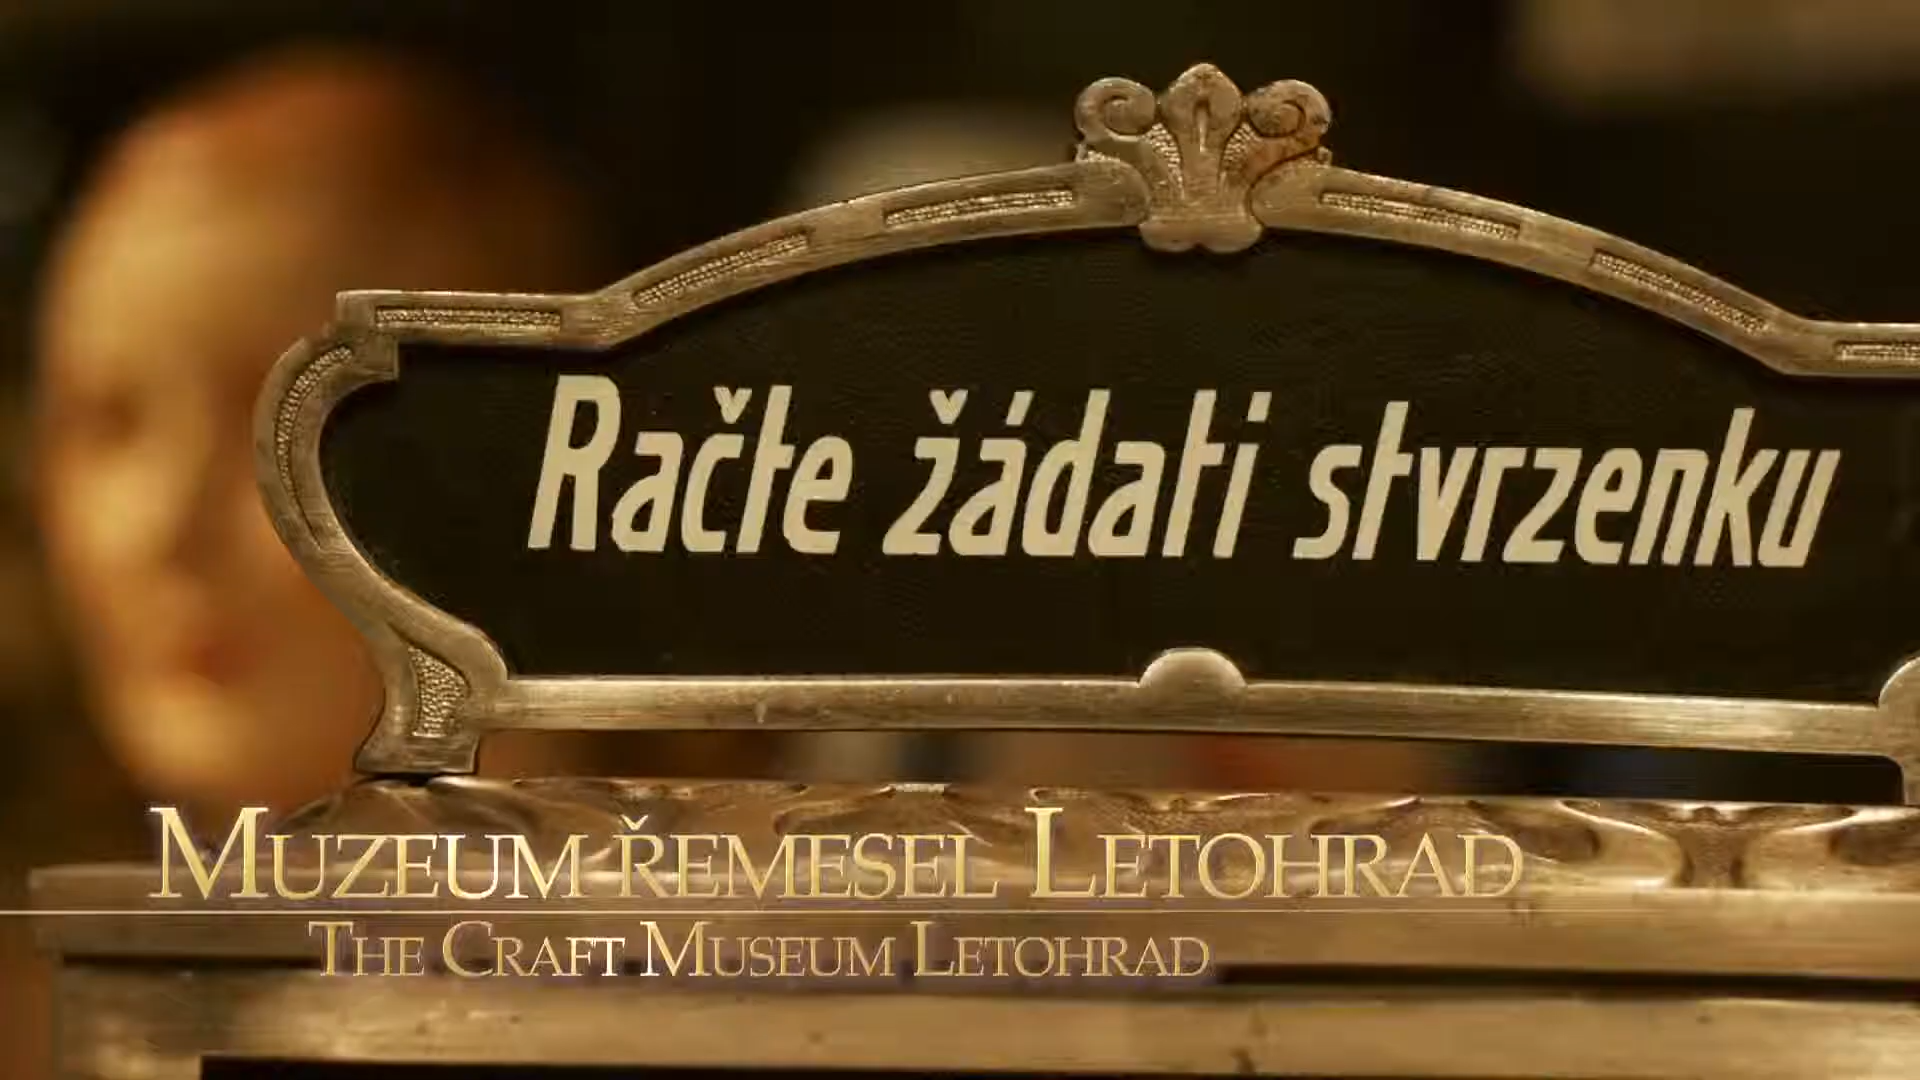 Račte žádati stvrzenku
MUZEUM ŘEMESEL LETOHRAD
THE CRAFT MUSEUM LETOHRAD